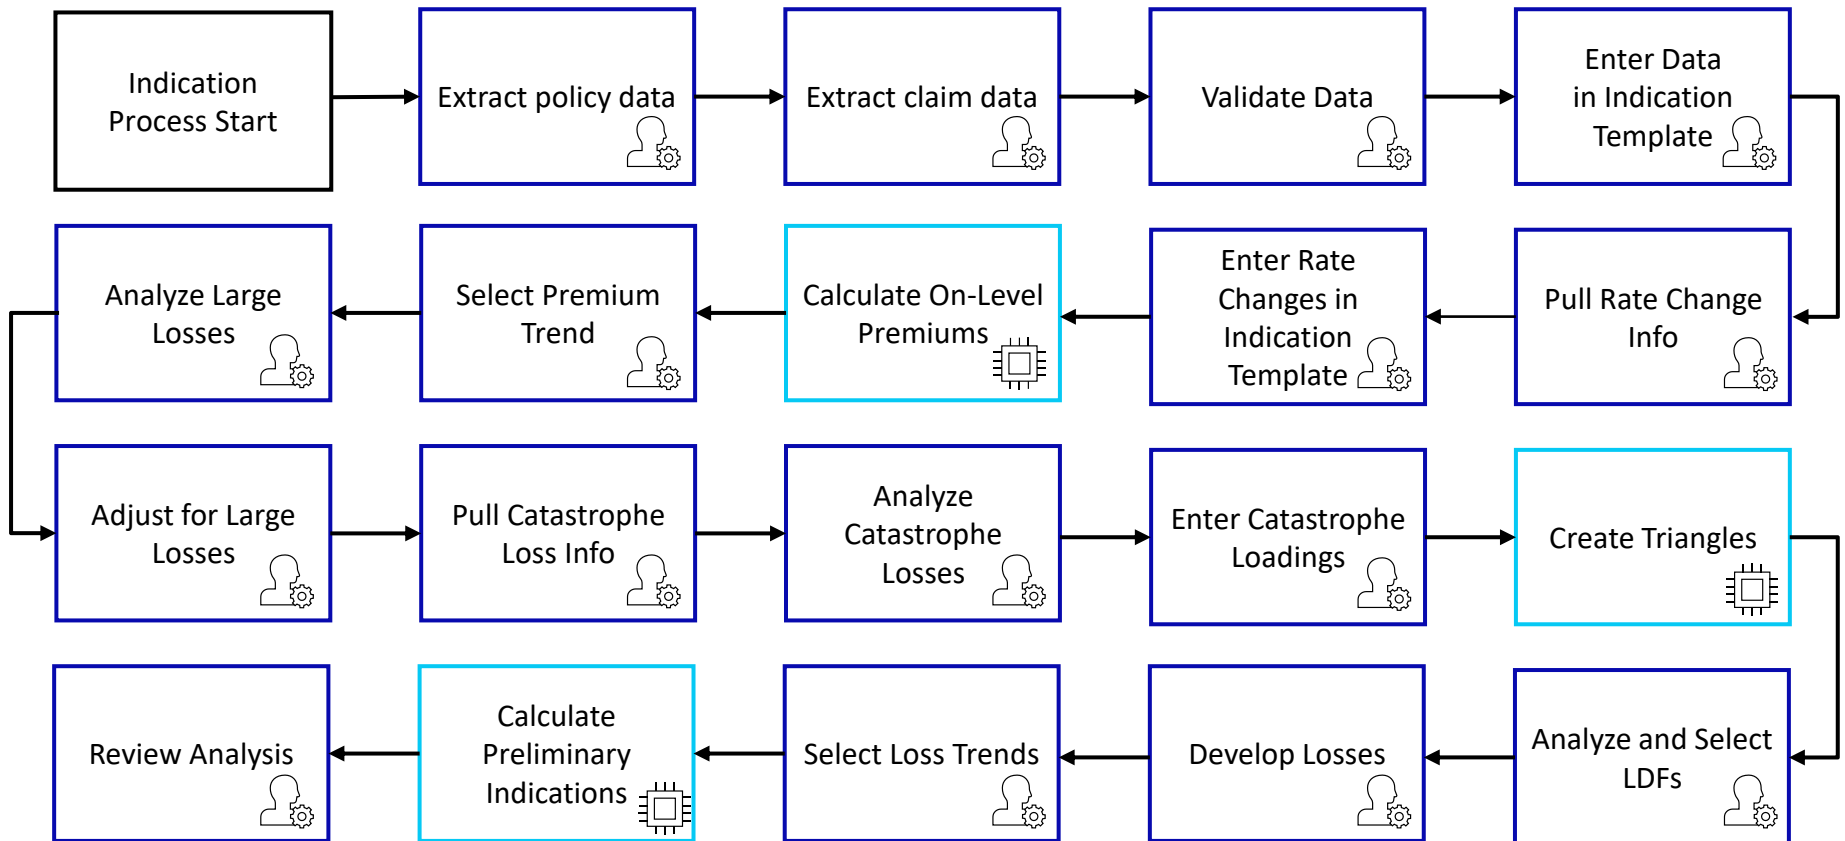 Indication
Process Start
Extract policy data
Extract claim data
Validate Data
Enter Data
in Indication
Template
Pull Rate Change
Info
Enter Rate
Changes in
Indication
Template
Calculate On-Level
Premiums
Select Premium
Trend
Analyze Large
Losses
Adjust for Large
Losses
Pull Catastrophe
Loss Info
Analyze
Catastrophe
Losses
Enter Catastrophe
Loadings
Create Triangles
Analyze and Select
LDFs
Develop Losses
Select Loss Trends
Calculate
Preliminary
Indications
Review Analysis